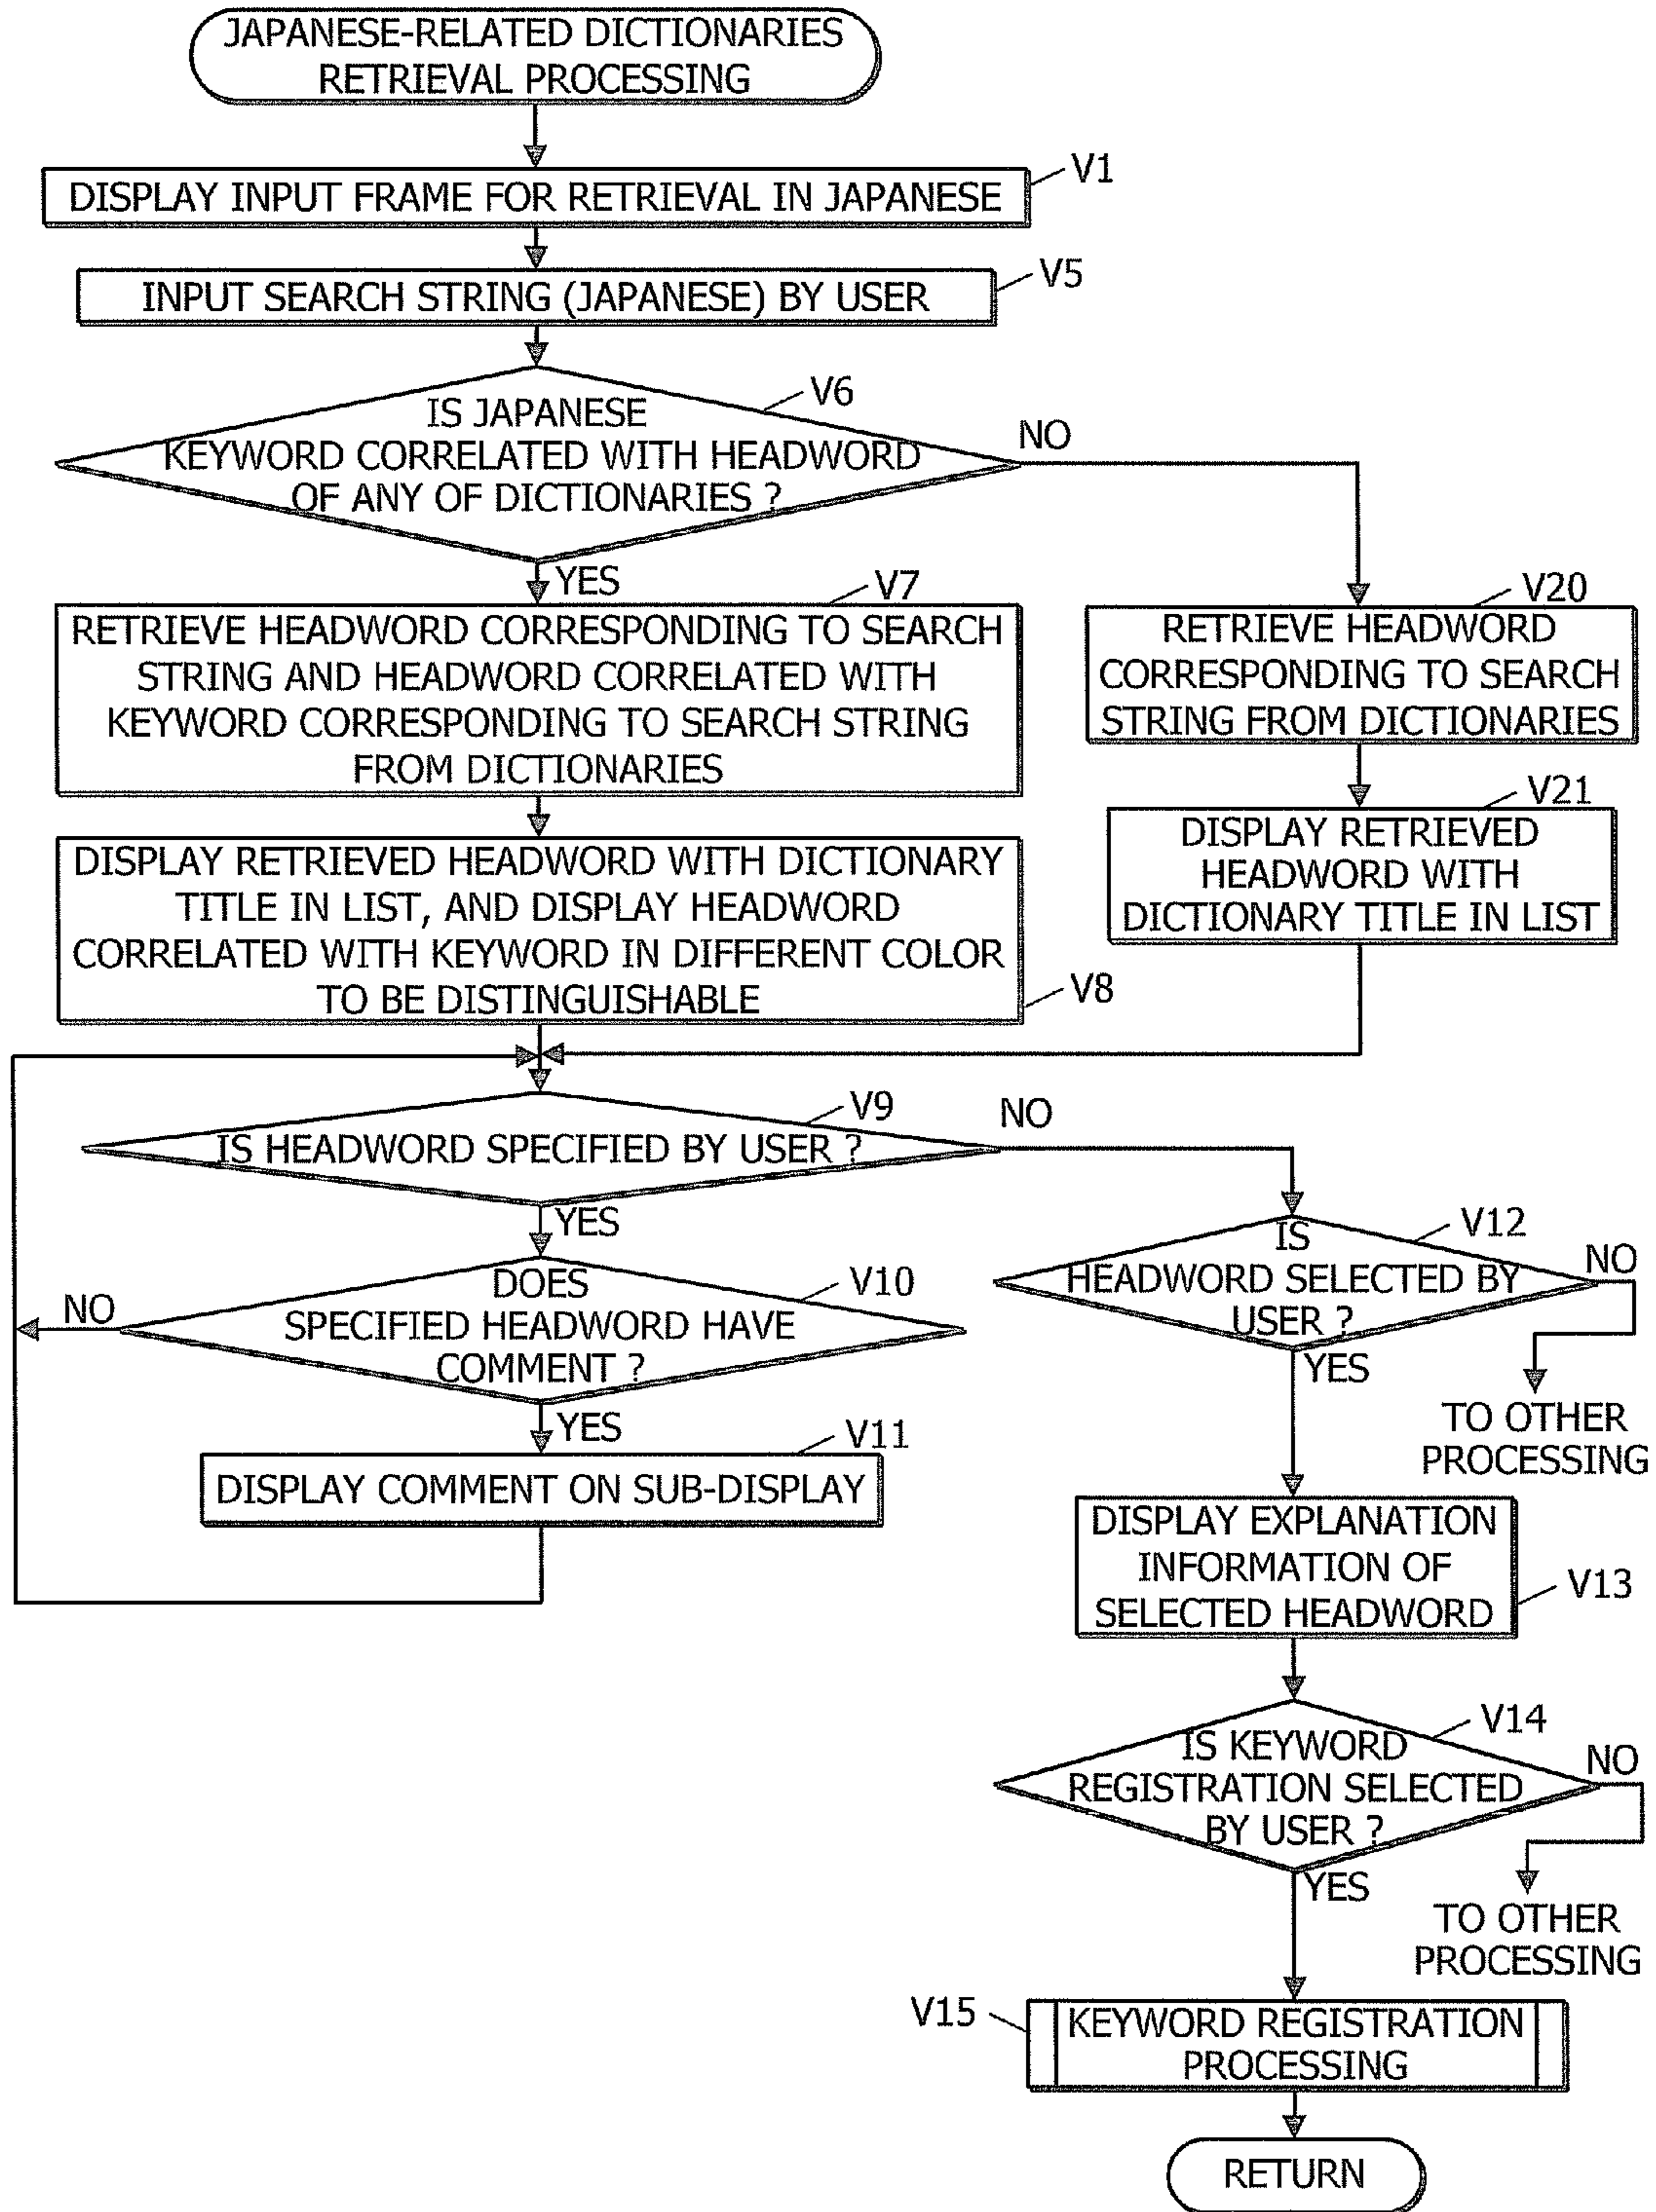 JAPANESE-RELATED DICTIONARIES
RETRIEVAL PROCESSING
V1
DISPLAY INPUT FRAME FOR RETRIEVAL IN JAPANESE
V5
INPUT SEARCH STRING (JAPANESE) BY USER
V6
IS JAPANESE
KEYWORD CORRELATED WITH HEADWORD
OF ANY OF DICTIONARIES ?
NO
YES
V7
RETRIEVE HEADWORD CORRESPONDING TO SEARCH
STRING AND HEADWORD CORRELATED WITH
KEYWORD CORRESPONDING TO SEARCH STRING
FROM DICTIONARIES
V20
RETRIEVE HEADWORD
CORRESPONDING TO SEARCH
STRING FROM DICTIONARIES
V21
DISPLAY RETRIEVED
HEADWORD WITH
DICTIONARY TITLE IN LIST
DISPLAY RETRIEVED HEADWORD WITH DICTIONARY
TITLE IN LIST, AND DISPLAY HEADWORD
CORRELATED WITH KEYWORD IN DIFFERENT COLOR
TO BE DISTINGUISHABLE
V8
V9
NO
IS HEADWORD SPECIFIED BY USER ?
YES
V10
DOES
SPECIFIED HEADWORD HAVE
COMMENT ?
NO
YES
V11
DISPLAY COMMENT ON SUB-DISPLAY
V12
IS
HEADWORD SELECTED BY
USER ?
NO
YES
TO OTHER
PROCESSING
DISPLAY EXPLANATION
INFORMATION OF
SELECTED HEADWORD
V13
V14
IS KEYWORD
REGISTRATION SELECTED
BY USER ?
NO
YES
TO OTHER
PROCESSING
V15
KEYWORD REGISTRATION
PROCESSING
RETURN